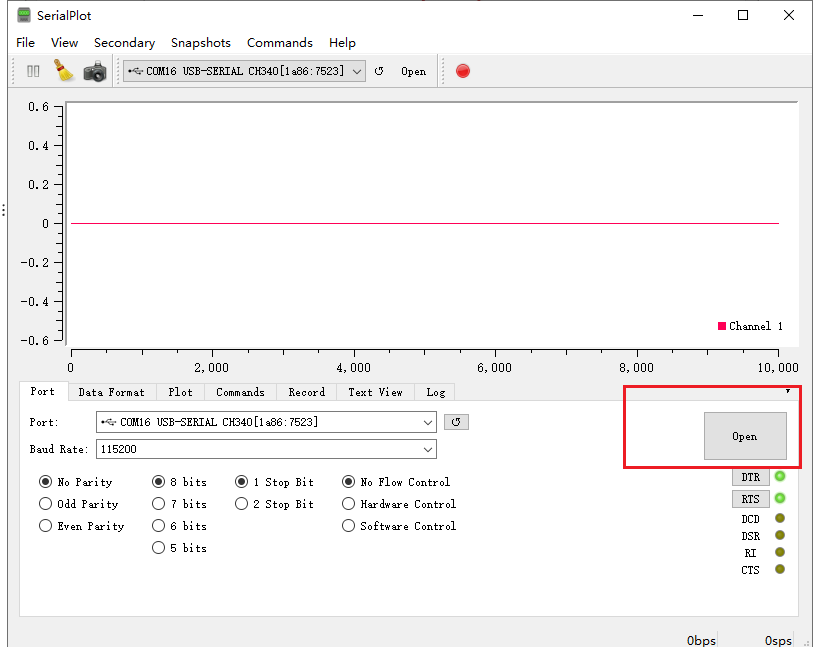 SerialPlot
File View Secondary Snapshots Commands Help
COM16 USB-SERIAL CH340[1a86:7523] ↺ Open
0.6
0.4
0.2
0
-0.2
-0.4
-0.6
Channel 1
0 2,000 4,000 6,000 8,000 10,000
Port Data Format Plot Commands Record Text View Log
Port: COM16 USB-SERIAL CH340[1a86:7523] ↺
Open
Baud Rate: 115200
No Parity 8 bits 1 Stop Bit No Flow Control DTR
Odd Parity 7 bits 2 Stop Bit Hardware Control RTS
Even Parity 6 bits Software Control DCD
5 bits DSR
RI
CTS
0bps 0sps